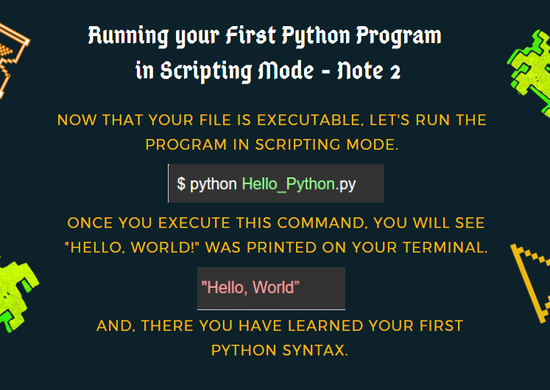 Running your First Python Program
in Scripting Mode - Note 2
NOW THAT YOUR FILE IS EXECUTABLE, LET'S RUN THE
PROGRAM IN SCRIPTING MODE.
$ python Hello_Python.py
ONCE YOU EXECUTE THIS COMMAND, YOU WILL SEE
"HELLO, WORLD!" WAS PRINTED ON YOUR TERMINAL.
"Hello, World”
AND, THERE YOU HAVE LEARNED YOUR FIRST
PYTHON SYNTAX.